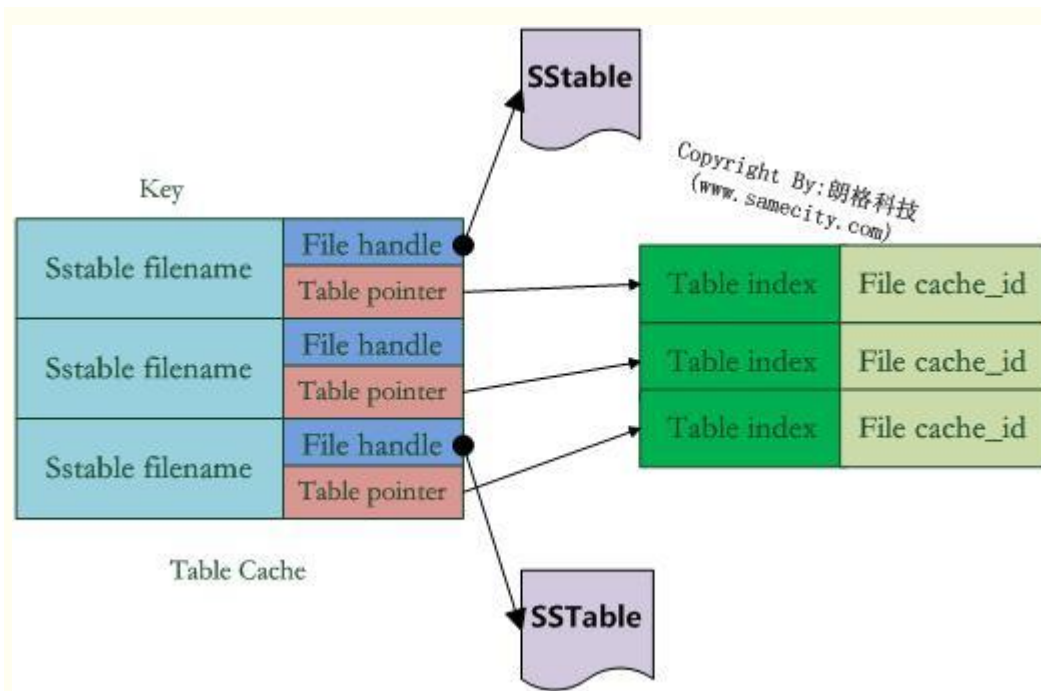 SStable
Copyright By:朗格科技
(www.samecity.com)
Key
Sstable filename
File handle
Table pointer
Sstable filename
File handle
Table pointer
Sstable filename
File handle
Table pointer
Table index
File cache_id
Table index
File cache_id
Table index
File cache_id
Table Cache
SSTable